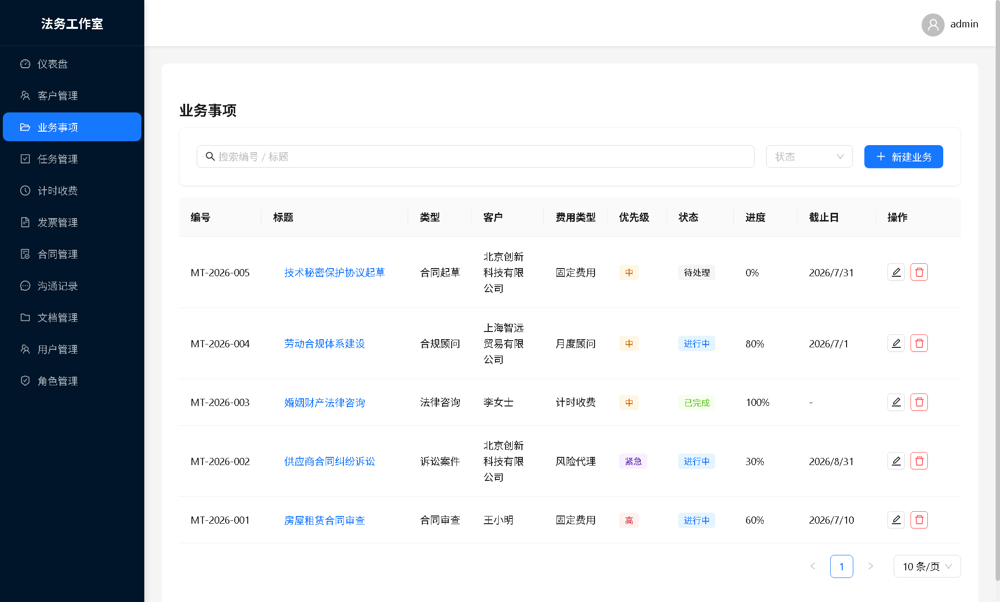 法务工作室
admin
仪表盘
客户管理
业务事项
任务管理
计时收费
发票管理
合同管理
沟通记录
文档管理
用户管理
角色管理
业务事项
搜索编号 / 标题
状态
新建业务
编号 标题 类型 客户 费用类型 优先级 状态 进度 截止日 操作
MT-2026-005 技术秘密保护协议起草 合同起草 北京创新科技有限公司 固定费用 中 待处理 0% 2026/7/31
MT-2026-004 劳动合规体系建设 合规顾问 上海智远贸易有限公司 月度顾问 中 进行中 80% 2026/7/1
MT-2026-003 婚姻财产法律咨询 法律咨询 李女士 计时收费 中 已完成 100% -
MT-2026-002 供应商合同纠纷诉讼 诉讼案件 北京创新科技有限公司 风险代理 紧急 进行中 30% 2026/8/31
MT-2026-001 房屋租赁合同审查 合同审查 王小明 固定费用 高 进行中 60% 2026/7/10
1
10 条/页